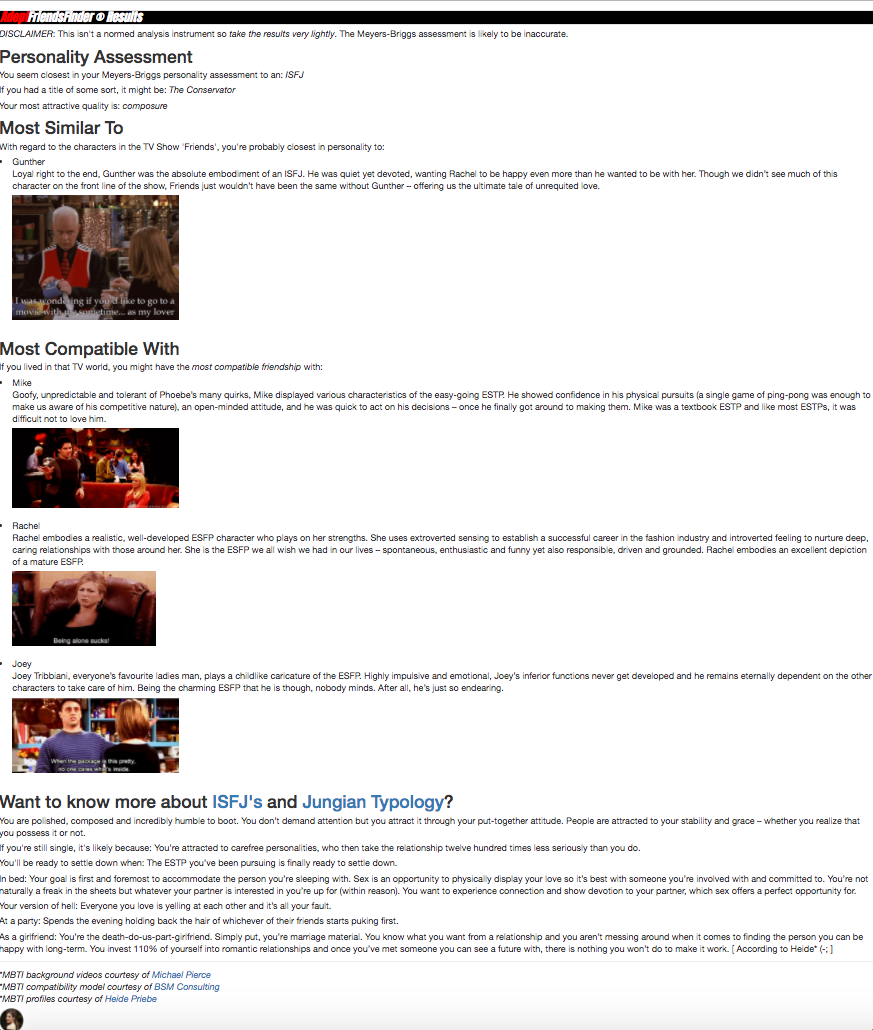 AdeptFriendsFinder ® Results
DISCLAIMER: This isn't a normed analysis instrument so take the results very lightly. The Meyers-Briggs assessment is likely to be inaccurate.
Personality Assessment
You seem closest in your Meyers-Briggs personality assessment to an: ISFJ
If you had a title of some sort, it might be: The Conservator
Your most attractive quality is: composure
Most Similar To
With regard to the characters in the TV Show 'Friends', you're probably closest in personality to:
• Gunther
Loyal right to the end, Gunther was the absolute embodiment of an ISFJ. He was quiet yet devoted, wanting Rachel to be happy even more than he wanted to be with her. Though we didn't see much of this
character on the front line of the show, Friends just wouldn't have been the same without Gunther – offering us the ultimate tale of unrequited love.
I was wondering if you'd like to go to a
movie with me sometime... as my lover
Most Compatible With
If you lived in that TV world, you might have the most compatible friendship with:
• Mike
Goofy, unpredictable and tolerant of Phoebe's many quirks, Mike displayed various characteristics of the easy-going ESTP. He showed confidence in his physical pursuits (a single game of ping-pong was enough to
make us aware of his competitive nature), an open-minded attitude, and he was quick to act on his decisions – once he finally got around to making them. Mike was a textbook ESTP and like most ESTPs, it was
difficult not to love him.
• Rachel
Rachel embodies a realistic, well-developed ESFP character who plays on her strengths. She uses extroverted sensing to establish a successful career in the fashion industry and introverted feeling to nurture deep,
caring relationships with those around her. She is the ESFP we all wish we had in our lives – spontaneous, enthusiastic and funny yet also responsible, driven and grounded. Rachel embodies an excellent depiction
of a mature ESFP.
Being alone sucks!
• Joey
Joey Tribbiani, everyone's favourite ladies man, plays a childlike caricature of the ESFP. Highly impulsive and emotional, Joey's inferior functions never get developed and he remains eternally dependent on the other
characters to take care of him. Being the charming ESFP that he is though, nobody minds. After all, he's just so endearing.
When the package is this pretty,
no one cares what's inside.
Want to know more about ISFJ's and Jungian Typology?
You are polished, composed and incredibly humble to boot. You don't demand attention but you attract it through your put-together attitude. People are attracted to your stability and grace – whether you realize that
you possess it or not.
If you're still single, it's likely because: You're attracted to carefree personalities, who then take the relationship twelve hundred times less seriously than you do.
You'll be ready to settle down when: The ESTP you've been pursuing is finally ready to settle down.
In bed: Your goal is first and foremost to accommodate the person you're sleeping with. Sex is an opportunity to physically display your love so it's best with someone you're involved with and committed to. You're not
naturally a freak in the sheets but whatever your partner is interested in you're up for (within reason). You want to experience connection and show devotion to your partner, which sex offers a perfect opportunity for.
Your version of hell: Everyone you love is yelling at each other and it's all your fault.
At a party: Spends the evening holding back the hair of whichever of their friends starts puking first.
As a girlfriend: You're the death-do-us-part-girlfriend. Simply put, you're marriage material. You know what you want from a relationship and you aren't messing around when it comes to finding the person you can be
happy with long-term. You invest 110% of yourself into romantic relationships and once you've met someone you can see a future with, there is nothing you won't do to make it work. [ According to Heide* (-; ]
*MBTI background videos courtesy of Michael Pierce
*MBTI compatibility model courtesy of BSM Consulting
*MBTI profiles courtesy of Heide Priebe